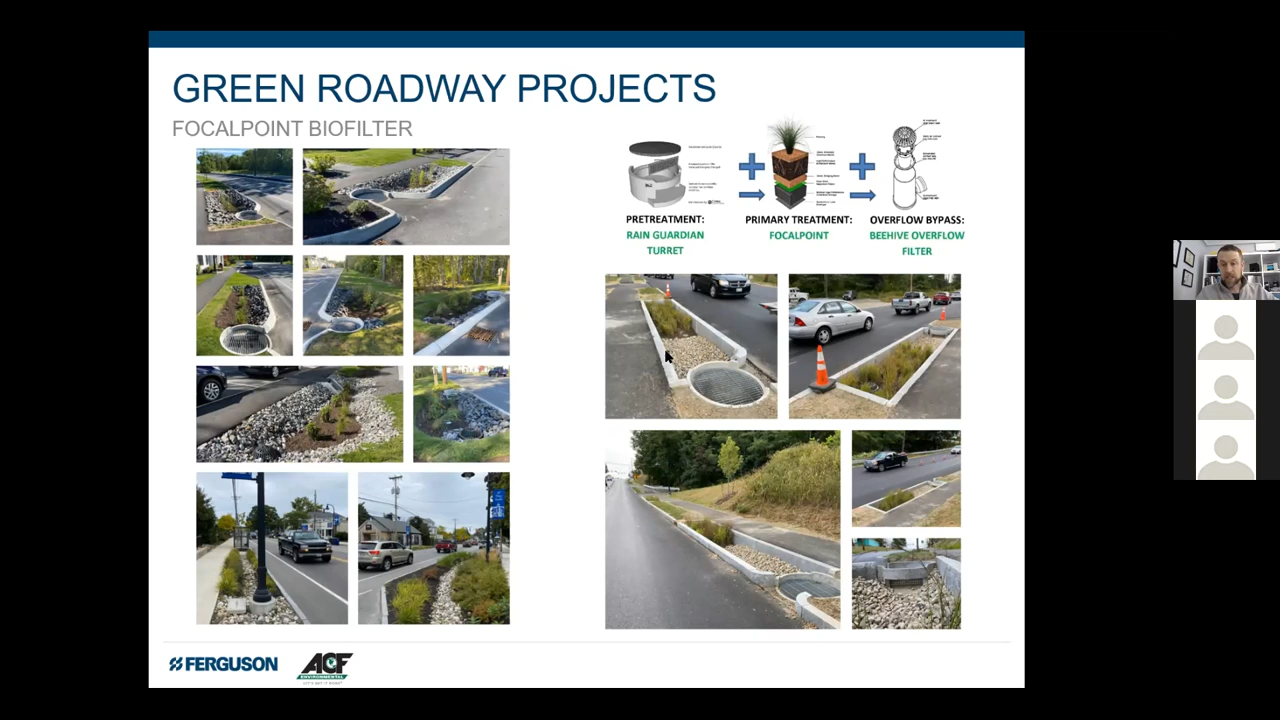 GREEN ROADWAY PROJECTS
FOCALPOINT BIOFILTER
PRETREATMENT:
RAIN GUARDIAN
TURRET
PRIMARY TREATMENT:
FOCALPOINT
OVERFLOW BYPASS:
BEEHIVE OVERFLOW
FILTER
FERGUSON
ACF
ENVIRONMENTAL